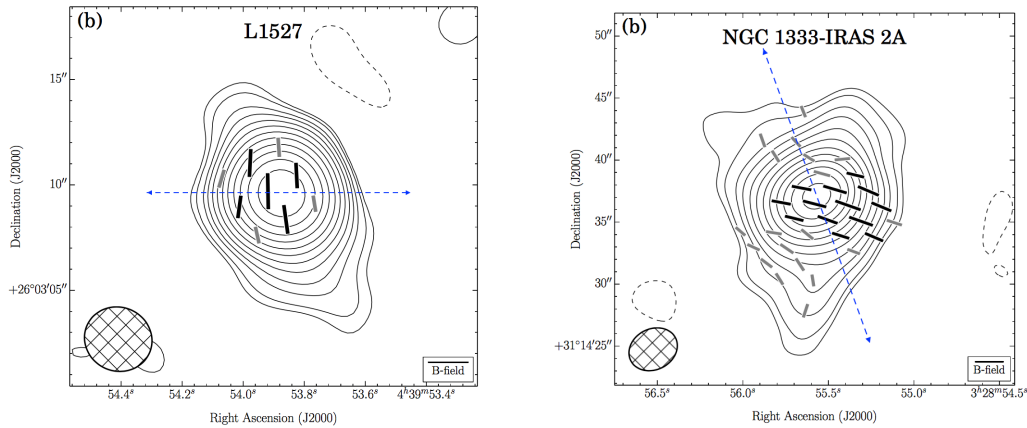 (b)
L1527
15″
10″
+26°03′05″
Declination (J2000)
B-field
54.4ˢ
54.2ˢ
54.0ˢ
53.8ˢ
53.6ˢ
4ʰ39ᵐ53.4ˢ
Right Ascension (J2000)
(b)
NGC 1333-IRAS 2A
50″
45″
40″
35″
30″
+31°14′25″
Declination (J2000)
B-field
56.5ˢ
56.0ˢ
55.5ˢ
55.0ˢ
3ʰ28ᵐ54.5ˢ
Right Ascension (J2000)